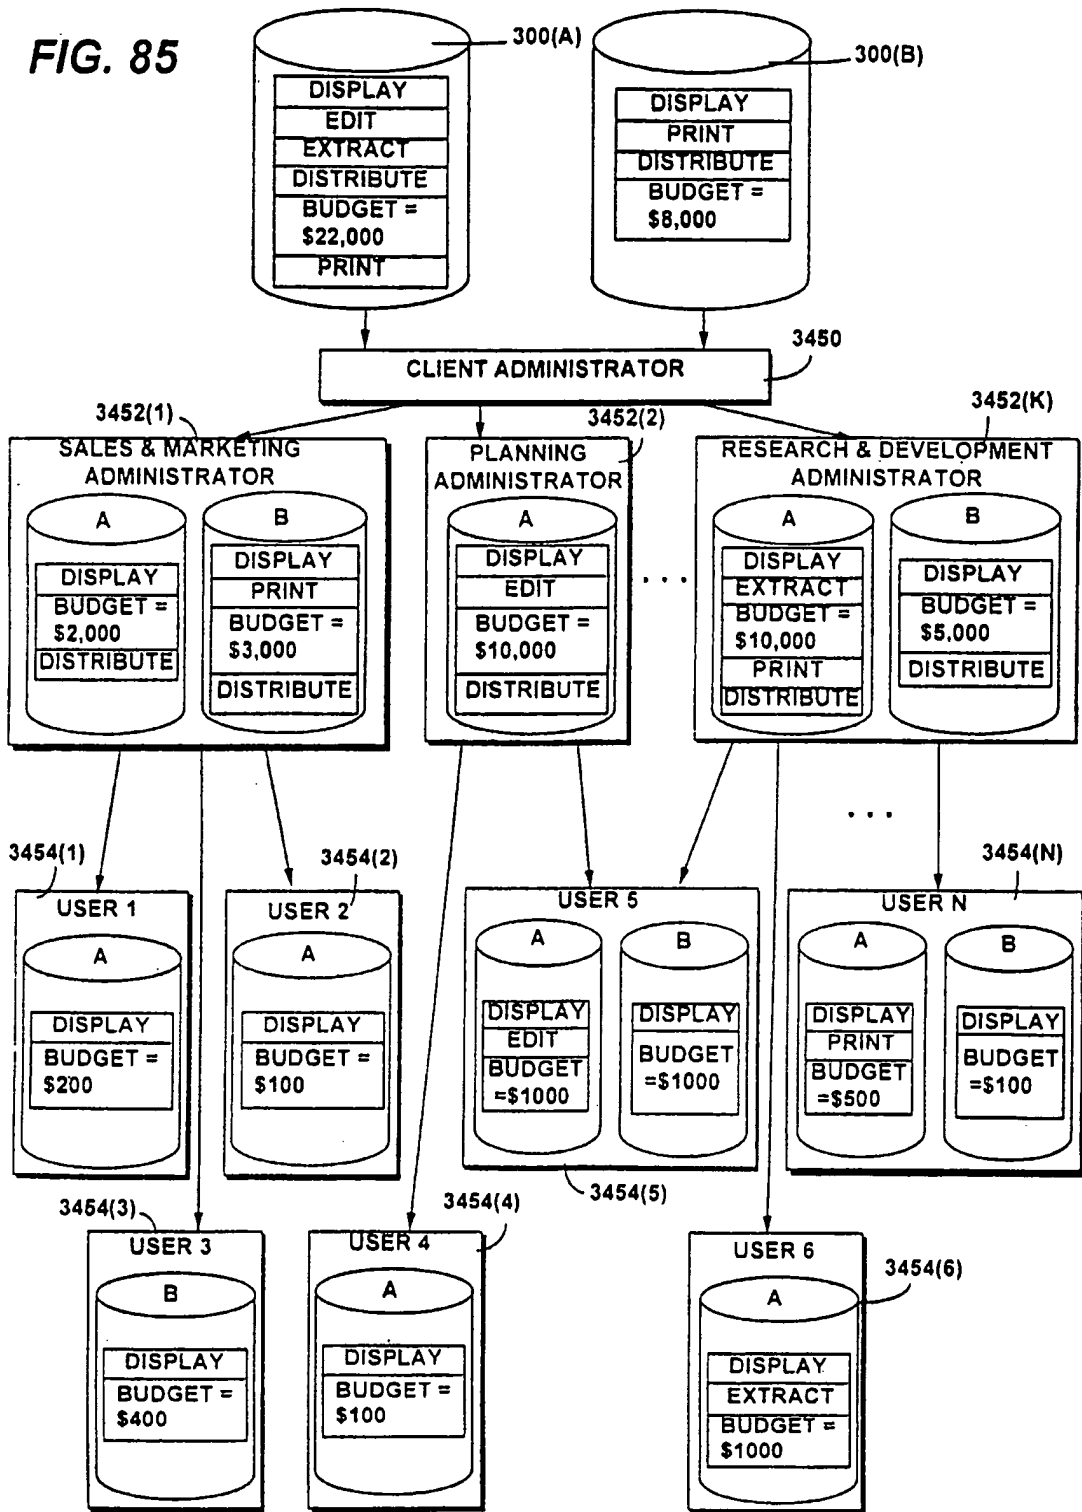 FIG. 85
300(A)
DISPLAY
EDIT
EXTRACT
DISTRIBUTE
BUDGET =
$22,000
PRINT
300(B)
DISPLAY
PRINT
DISTRIBUTE
BUDGET =
$8,000
CLIENT ADMINISTRATOR
3450
3452(1)
SALES & MARKETING
ADMINISTRATOR
A
DISPLAY
BUDGET =
$2,000
DISTRIBUTE
B
DISPLAY
PRINT
BUDGET =
$3,000
DISTRIBUTE
3452(2)
PLANNING
ADMINISTRATOR
A
DISPLAY
EDIT
BUDGET =
$10,000
DISTRIBUTE
. . .
3452(K)
RESEARCH & DEVELOPMENT
ADMINISTRATOR
A
DISPLAY
EXTRACT
BUDGET =
$10,000
PRINT
DISTRIBUTE
B
DISPLAY
BUDGET =
$5,000
DISTRIBUTE
. . .
3454(1)
USER 1
A
DISPLAY
BUDGET =
$200
3454(2)
USER 2
A
DISPLAY
BUDGET =
$100
USER 5
A
DISPLAY
EDIT
BUDGET
=$1000
B
DISPLAY
BUDGET
=$1000
3454(5)
3454(N)
USER N
A
DISPLAY
PRINT
BUDGET
=$500
B
DISPLAY
BUDGET
=$100
3454(3)
USER 3
B
DISPLAY
BUDGET =
$400
3454(4)
USER 4
A
DISPLAY
BUDGET =
$100
USER 6
3454(6)
A
DISPLAY
EXTRACT
BUDGET =
$1000